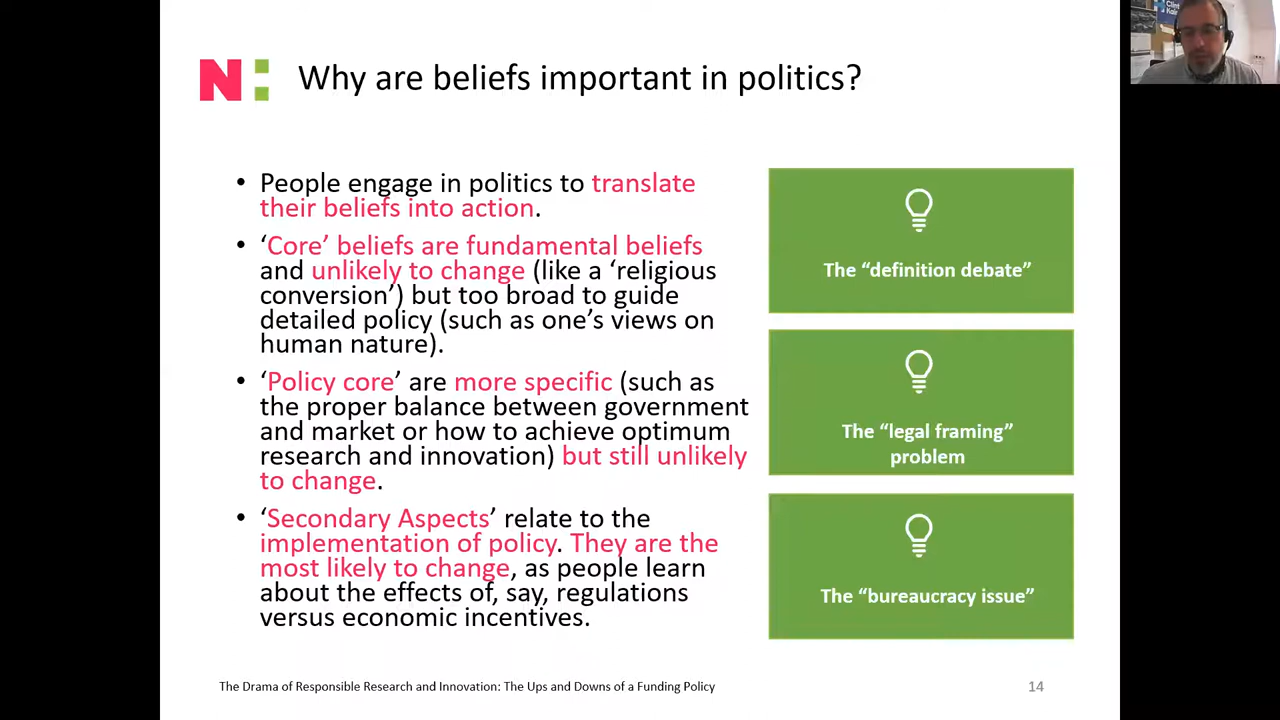 N:
Why are beliefs important in politics?
• People engage in politics to translate
their beliefs into action.
• ‘Core’ beliefs are fundamental beliefs
and unlikely to change (like a ‘religious
conversion’) but too broad to guide
detailed policy (such as one’s views on
human nature).
• ‘Policy core’ are more specific (such as
the proper balance between government
and market or how to achieve optimum
research and innovation) but still unlikely
to change.
• ‘Secondary Aspects’ relate to the
implementation of policy. They are the
most likely to change, as people learn
about the effects of, say, regulations
versus economic incentives.
The “definition debate”
The “legal framing”
problem
The “bureaucracy issue”
The Drama of Responsible Research and Innovation: The Ups and Downs of a Funding Policy
14